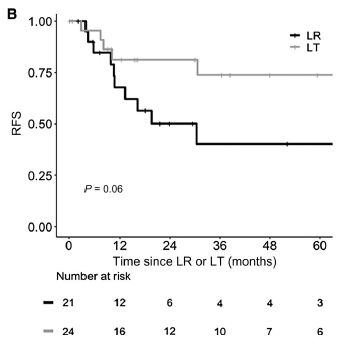 B
1.00
LR
LT
0.75
RFS
0.50
0.25
P = 0.06
0.00
0 12 24 36 48 60
Time since LR or LT (months)
Number at risk
21 12 6 4 4 3
24 16 12 10 7 6